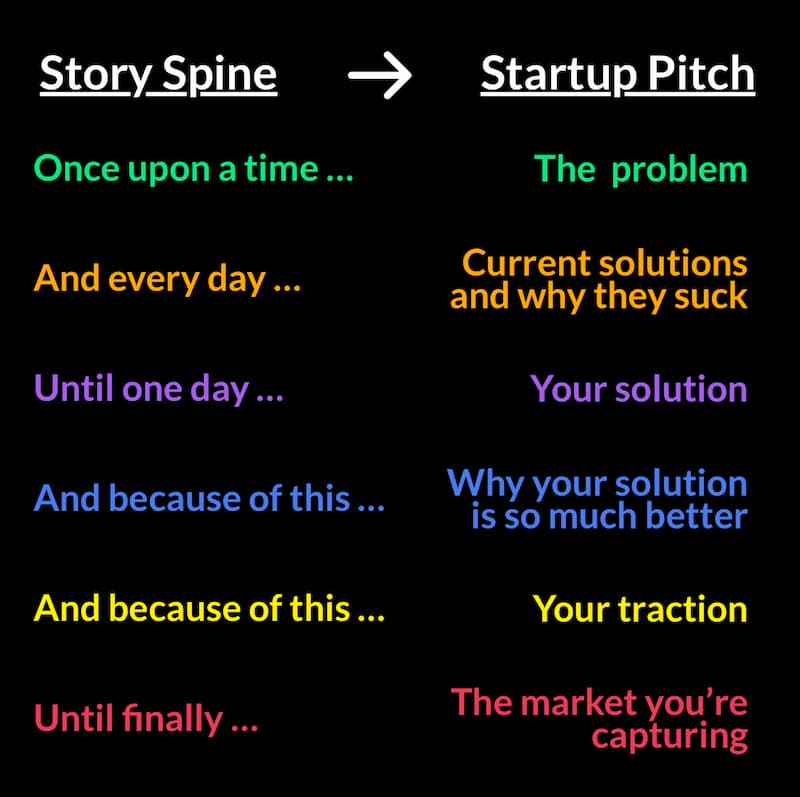 Story Spine → Startup Pitch
Once upon a time ... The problem
And every day ... Current solutions
and why they suck
Until one day ... Your solution
And because of this ... Why your solution
is so much better
And because of this ... Your traction
Until finally ... The market you’re
capturing